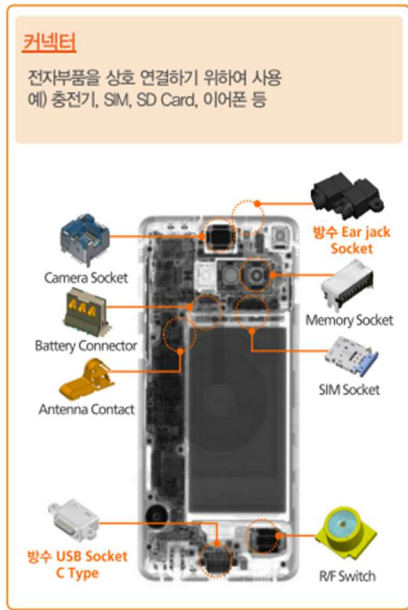 커넥터
전자부품을 상호 연결하기 위하여 사용
예) 충전기, SIM, SD Card, 이어폰 등
방수 Ear jack
Socket
Camera Socket
Memory Socket
Battery Connector
SIM Socket
Antenna Contact
방수 USB Socket
C Type
R/F Switch